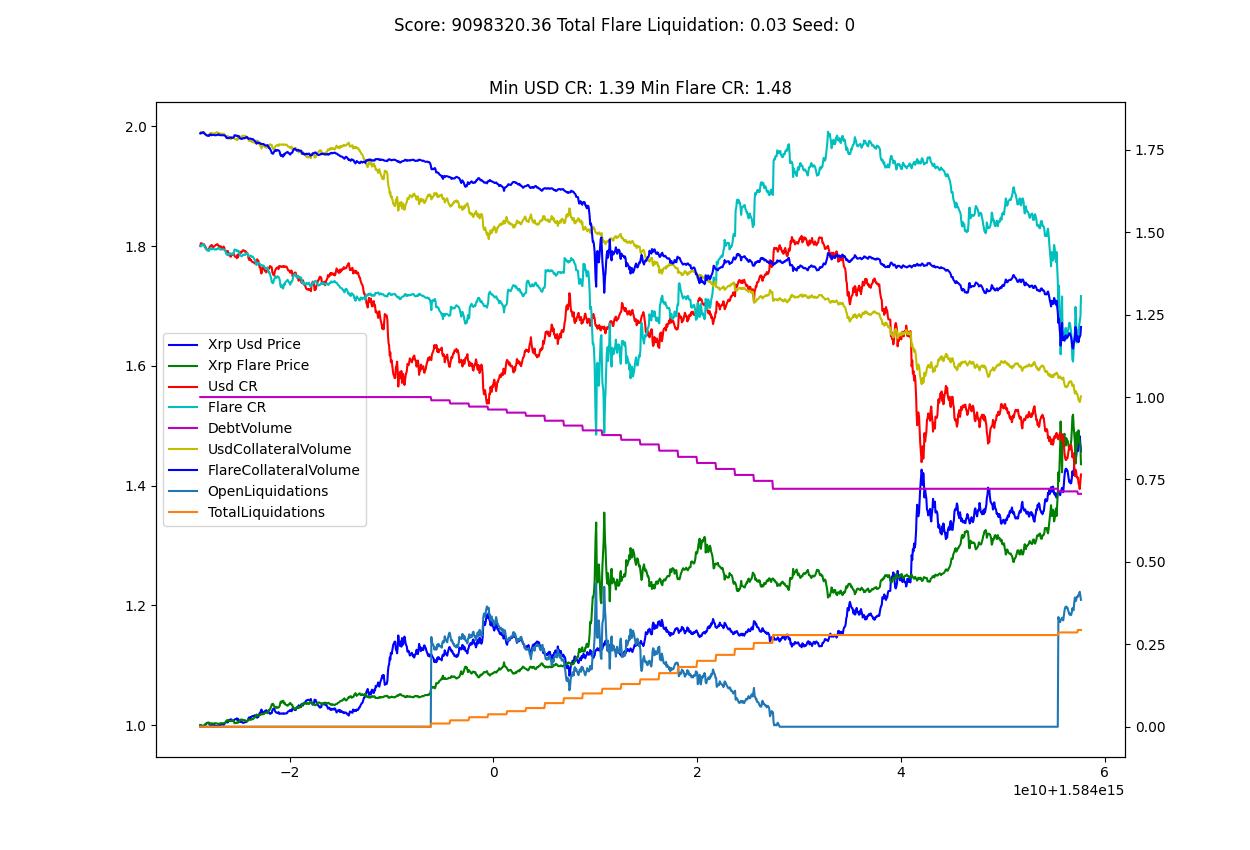 Score: 9098320.36 Total Flare Liquidation: 0.03 Seed: 0
Min USD CR: 1.39 Min Flare CR: 1.48
2.0
1.8
1.6
1.4
1.2
1.0
1.75
1.50
1.25
1.00
0.75
0.50
0.25
0.00
Xrp Usd Price
Xrp Flare Price
Usd CR
Flare CR
DebtVolume
UsdCollateralVolume
FlareCollateralVolume
OpenLiquidations
TotalLiquidations
−2
0
2
4
6
1e10+1.584e15